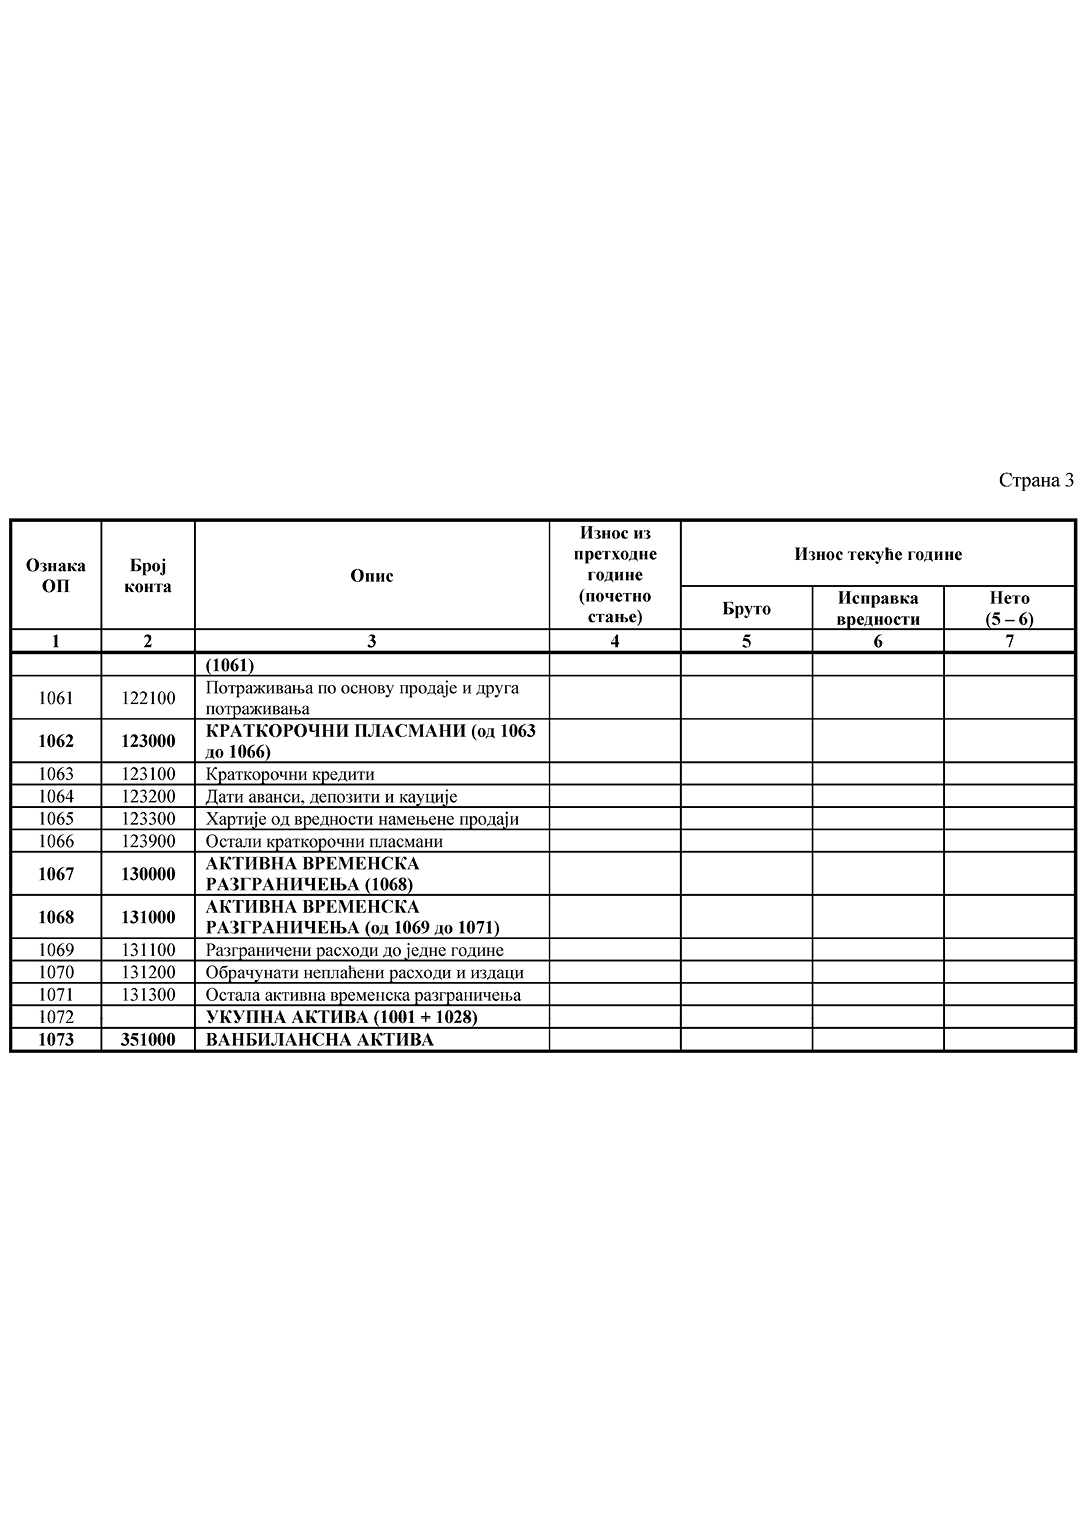 Страна 3
Ознака ОП
Број конта
Опис
Износ из претходне године (почетно стање)
Износ текуће године
Бруто
Исправка вредности
Нето (5 – 6)
1 2 3 4 5 6 7
(1061)
1061 122100 Потраживања по основу продаје и друга
потраживања
1062 123000 КРАТКОРОЧНИ ПЛАСМАНИ (од 1063
до 1066)
1063 123100 Краткорочни кредити
1064 123200 Дати аванси, депозити и кауције
1065 123300 Хартије од вредности намењене продаји
1066 123900 Остали краткорочни пласмани
1067 130000 АКТИВНА ВРЕМЕНСКА
РАЗГРАНИЧЕЊА (1068)
1068 131000 АКТИВНА ВРЕМЕНСКА
РАЗГРАНИЧЕЊА (од 1069 до 1071)
1069 131100 Разграничени расходи до једне године
1070 131200 Обрачунати неплаћени расходи и издаци
1071 131300 Остала активна временска разграничења
1072 УКУПНА АКТИВА (1001 + 1028)
1073 351000 ВАНБИЛАНСНА АКТИВА